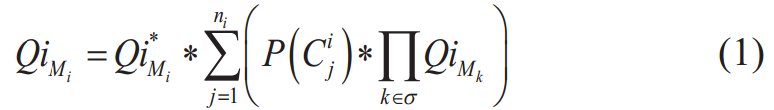 Qi_{M_i} = Qi^*_{M_i} * \sum_{j=1}^{n_i} \left( P\left( C^i_j \right) * \prod_{k \in \sigma} Qi_{M_k} \right) (1)